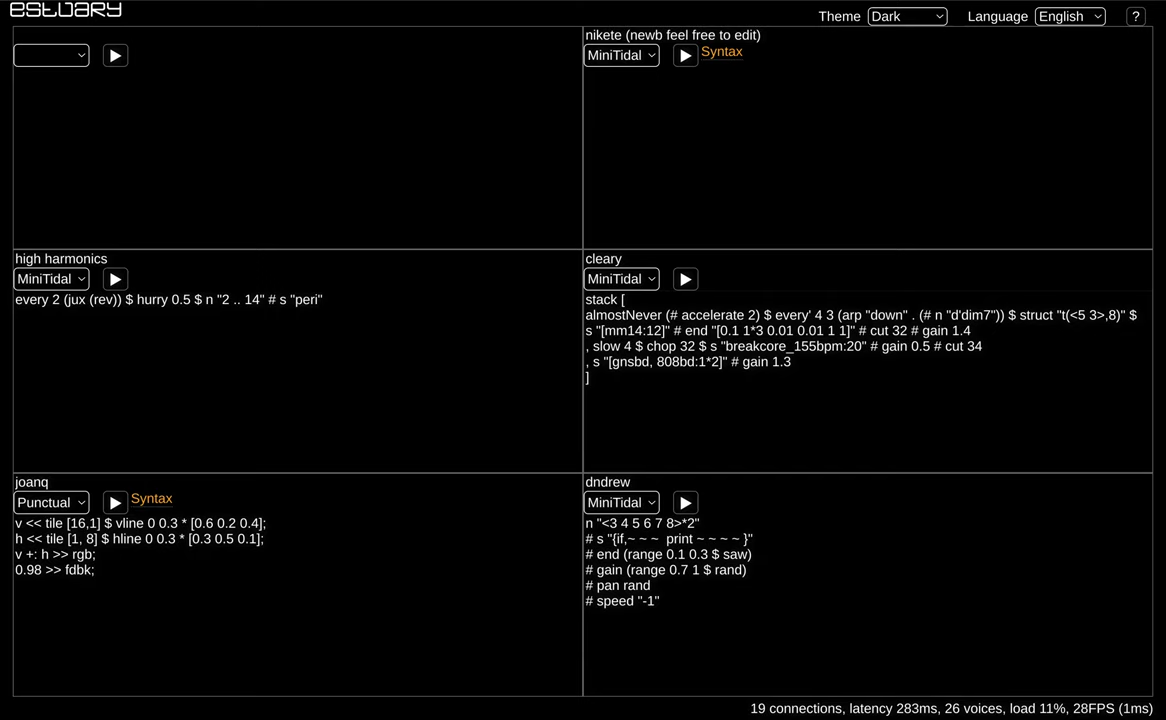 estuary
Theme Dark Language English ?
nikete (newb feel free to edit)
MiniTidal Syntax
high harmonics
MiniTidal
every 2 (jux (rev)) $ hurry 0.5 $ n "2 .. 14" # s "peri"
cleary
MiniTidal
stack [
almostNever (# accelerate 2) $ every' 4 3 (arp "down" . (# n "d'dim7")) $ struct "t(<5 3>,8)" $
s "[mm14:12]" # end "[0.1 1*3 0.01 0.01 1 1]" # cut 32 # gain 1.4
, slow 4 $ chop 32 $ s "breakcore_155bpm:20" # gain 0.5 # cut 34
, s "[gnsbd, 808bd:1*2]" # gain 1.3
]
joanq
Punctual Syntax
v << tile [16,1] $ vline 0 0.3 * [0.6 0.2 0.4];
h << tile [1, 8] $ hline 0 0.3 * [0.3 0.5 0.1];
v +: h >> rgb;
0.98 >> fdbk;
dndrew
MiniTidal
n "<3 4 5 6 7 8>*2"
# s "{if,~ ~ ~  print ~ ~ ~ ~ }"
# end (range 0.1 0.3 $ saw)
# gain (range 0.7 1 $ rand)
# pan rand
# speed "-1"
19 connections, latency 283ms, 26 voices, load 11%, 28FPS (1ms)